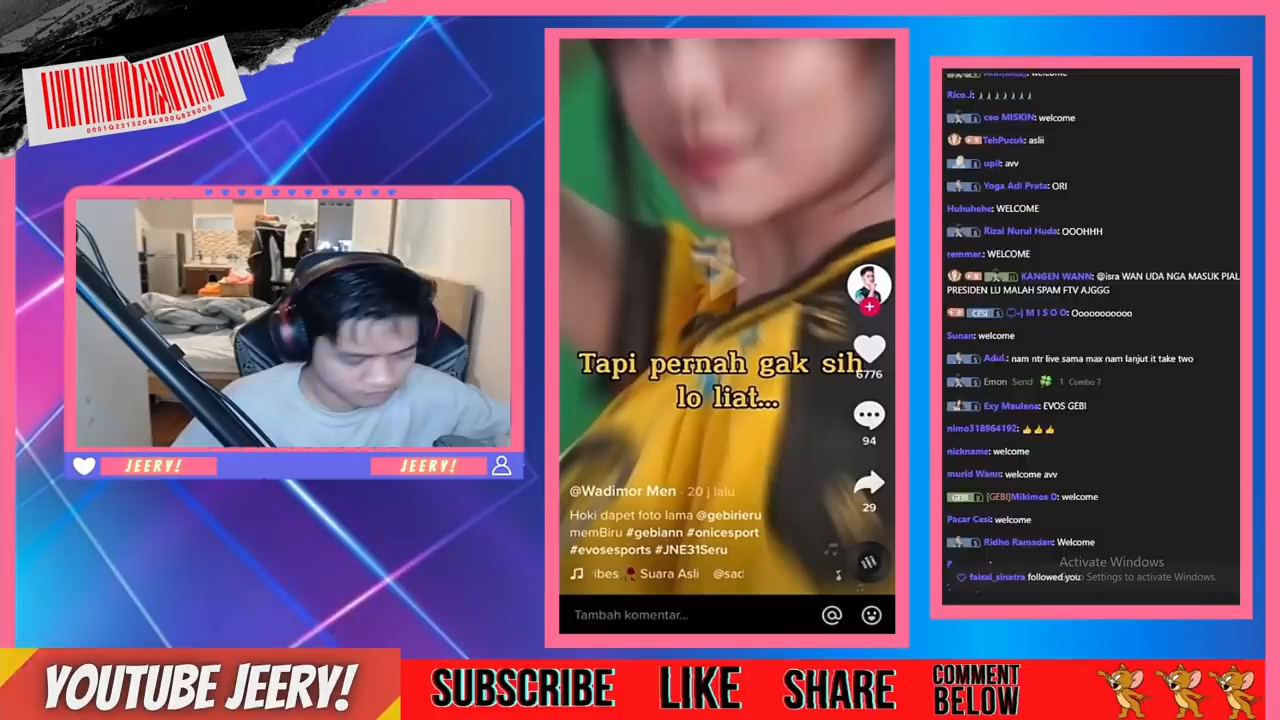 JEERY!
JEERY!
Tapi pernah gak sih
lo liat...
6776
94
29
@Wadimor Men · 20 j lalu
Hoki dapet foto lama @gebirieru
memBiru #gebiann #onicesport
#evosesports #JNE31Seru
ibes🥀 Suara Asli @sad
Tambah komentar...
welcome
Rico.J:
ceo MISKIN: welcome
TehPucuk: aslii
upil: avv
Yoga Adi Prata: ORI
Huhuhehe: WELCOME
Rizal Nurul Huda: OOOHHH
remmar.: WELCOME
KANGEN WANN: @isra WAN UDA NGA MASUK PIAL
PRESIDEN LU MALAH SPAM FTV AJGGG
CESI -| M I S O O: Ooooooooooo
Sunan: welcome
Adul.: nam ntr live sama max nam lanjut it take two
Emon Send 🍀 1 Combo 7
Exy Maulana: EVOS GEBI
nimo318964192: 👍👍👍
nickname: welcome
murid Wann: welcome avv
GEBI [GEBI]Mikimos D: welcome
Pacar Cesi: welcome
Ridho Ramadan: Welcome
Activate Windows
faisal_sinatra followed you
Settings to activate Windows.
YOUTUBE JEERY!
SUBSCRIBE LIKE SHARE COMMENT
BELOW